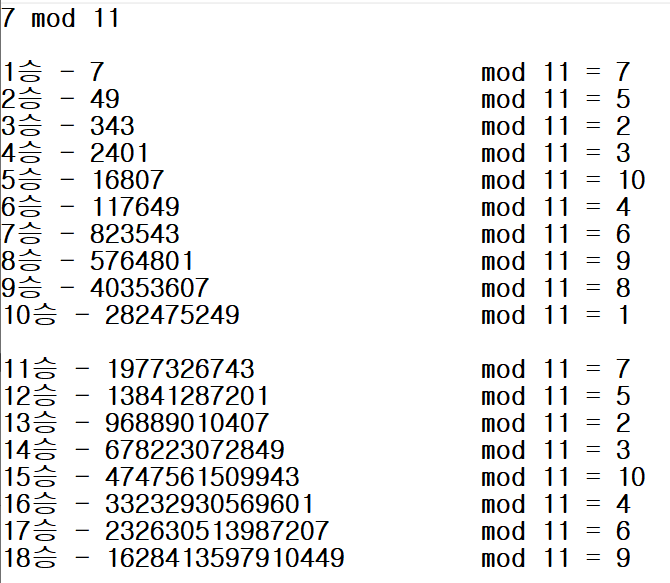 7 mod 11
1승 - 7 mod 11 = 7
2승 - 49 mod 11 = 5
3승 - 343 mod 11 = 2
4승 - 2401 mod 11 = 3
5승 - 16807 mod 11 = 10
6승 - 117649 mod 11 = 4
7승 - 823543 mod 11 = 6
8승 - 5764801 mod 11 = 9
9승 - 40353607 mod 11 = 8
10승 - 282475249 mod 11 = 1
11승 - 1977326743 mod 11 = 7
12승 - 13841287201 mod 11 = 5
13승 - 96889010407 mod 11 = 2
14승 - 678223072849 mod 11 = 3
15승 - 4747561509943 mod 11 = 10
16승 - 33232930569601 mod 11 = 4
17승 - 232630513987207 mod 11 = 6
18승 - 1628413597910449 mod 11 = 9